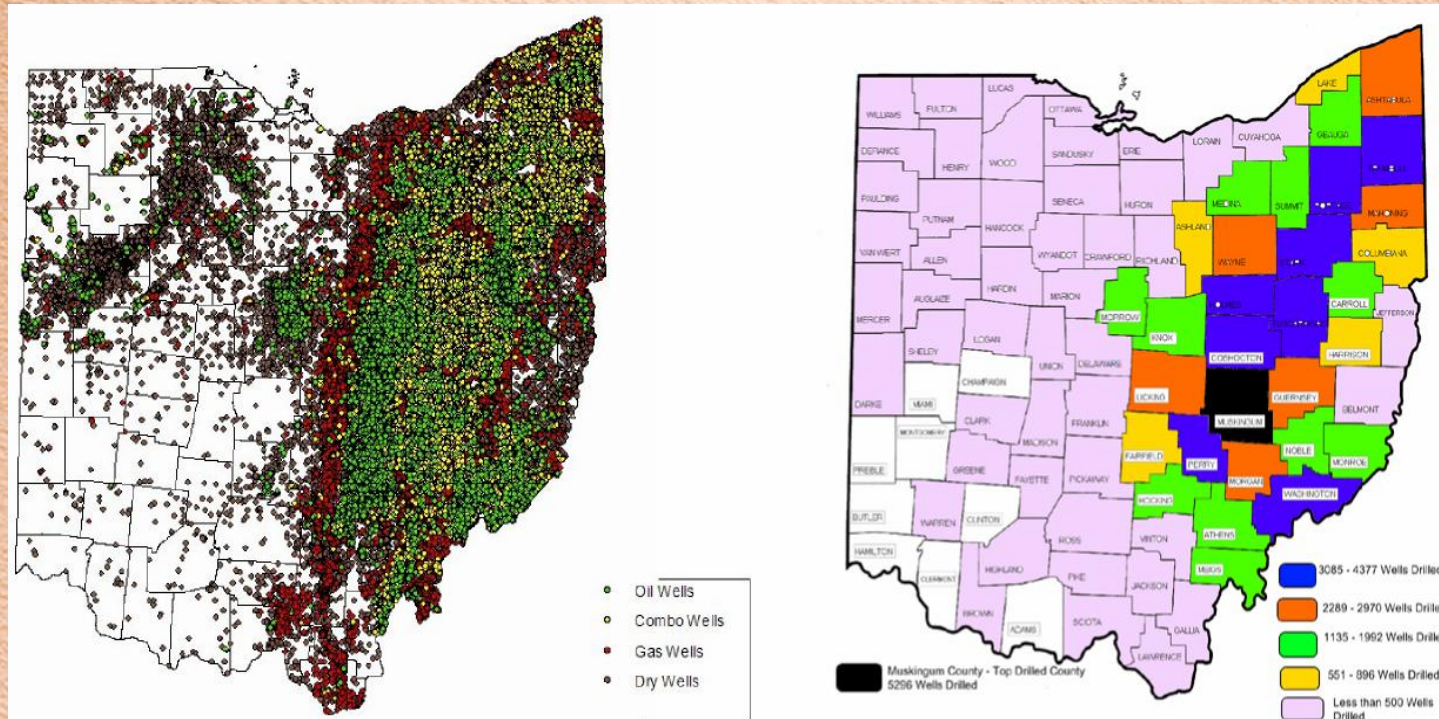 Oil Wells
Combo Wells
Gas Wells
Dry Wells
WILLIAMS
FULTON
LUCAS
OTTAWA
LAKE
ASHTABULA
GEAUGA
CUYAHOGA
LORAIN
DEFIANCE
HENRY
WOOD
SANDUSKY
ERIE
PAULDING
SENECA
HURON
MEDINA
SUMMIT
MAHONING
PUTNAM
HANCOCK
ASHLAND
WAYNE
COLUMBIANA
VAN WERT
ALLEN
WYANDOT
CRAWFORD
RICHLAND
HARDIN
MARION
AUGLAIZE
MERCER
MORROW
KNOX
CARROLL
JEFFERSON
LOGAN
SHELBY
UNION
DELAWARE
COSHOCTON
HARRISON
CHAMPAIGN
LICKING
GUERNSEY
DARKE
MIAMI
CLARK
FRANKLIN
MUSKINGUM
BELMONT
MONTGOMERY
MADISON
FAIRFIELD
PERRY
NOBLE
MONROE
PREBLE
GREENE
FAYETTE
PICKAWAY
MORGAN
HOCKING
WASHINGTON
BUTLER
WARREN
CLINTON
ROSS
VINTON
ATHENS
HAMILTON
CLERMONT
HIGHLAND
PIKE
JACKSON
MEIGS
BROWN
ADAMS
SCIOTA
GALLIA
LAWRENCE
3085 - 4377 Wells Drilled
2289 - 2970 Wells Drille
1135 - 1992 Wells Drille
551 - 896 Wells Drilled
Less than 500 Wells
Drilled
Muskingum County - Top Drilled County
5296 Wells Drilled